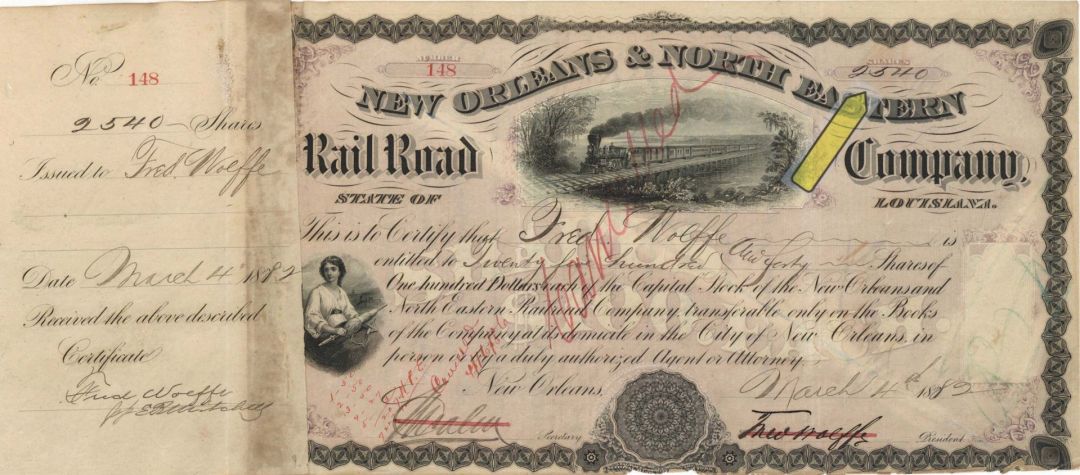 No. 148
2540 Shares
Issued to Fred. Wolffe
Date March 4 1882
Received the above described
Certificate
Fred Wolffe
NUMBER
148
SHARES
2540
NEW ORLEANS & NORTH EASTERN
Rail Road Company,
STATE OF LOUISIANA.
This is to Certify that Fred. Wolffe is
entitled to Twenty five hundred and forty Shares of
One hundred Dollars each of the Capital Stock of the New Orleans and
North Eastern Railroad Company, transferable only on the Books
of the Company at its domicile in the City of New Orleans, in
person or by a duly authorized Agent or Attorney.
New Orleans, March 4th 1882
Secretary Fred Wolffe President
Cancelled